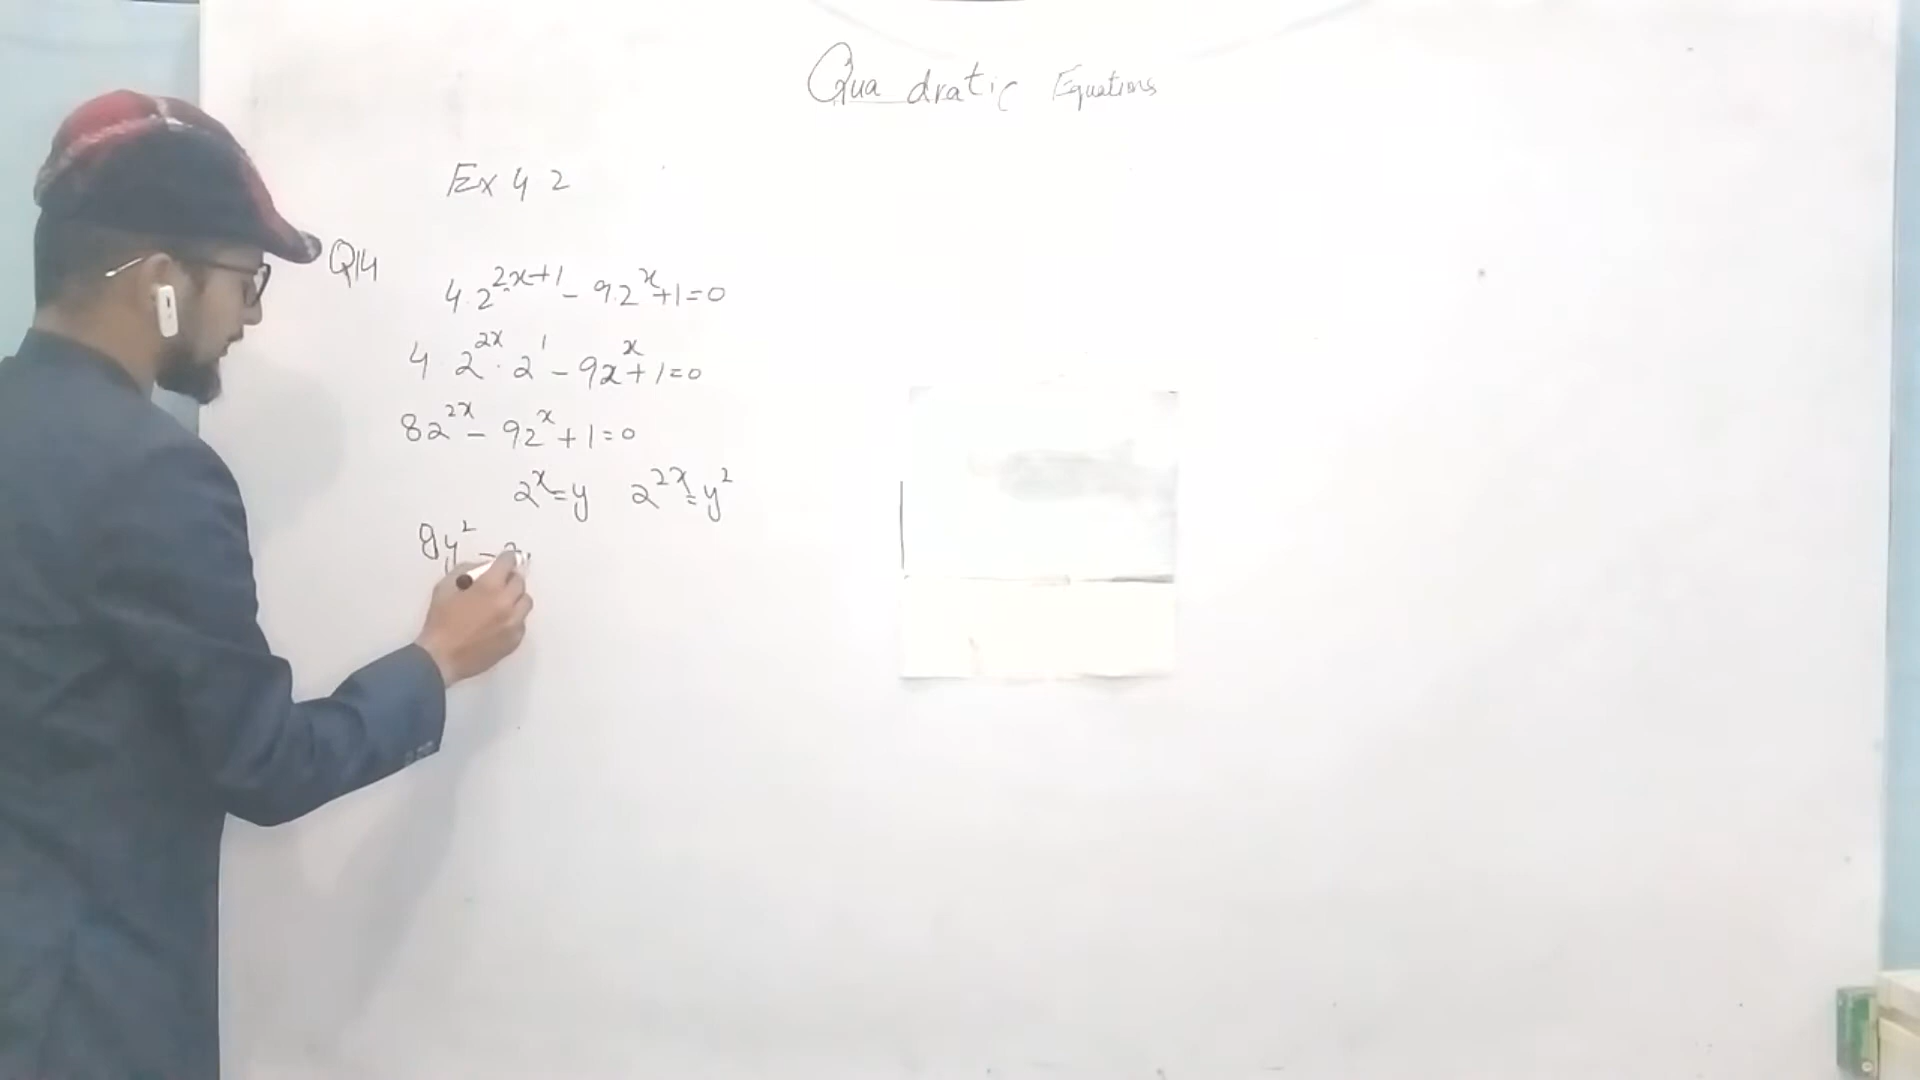 Quadratic Equations
Ex 4.2
Q14
4.2^{2x+1} - 9.2^x + 1 = 0
4 . 2^{2x} . 2^1 - 9 2^x + 1 = 0
8 2^{2x} - 9 2^x + 1 = 0
2^x = y 2^{2x} = y^2
8y^2 -